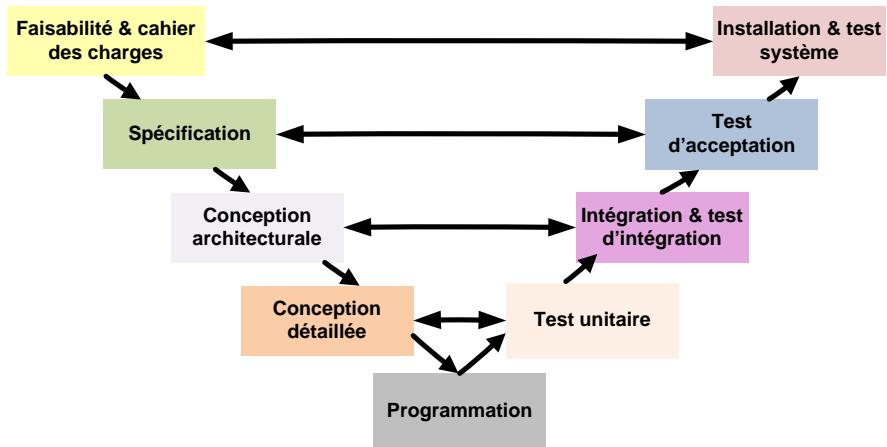 Faisabilité & cahier
des charges
Installation & test
système
Spécification
Test
d'acceptation
Conception
architecturale
Intégration & test
d'intégration
Conception
détaillée
Test unitaire
Programmation